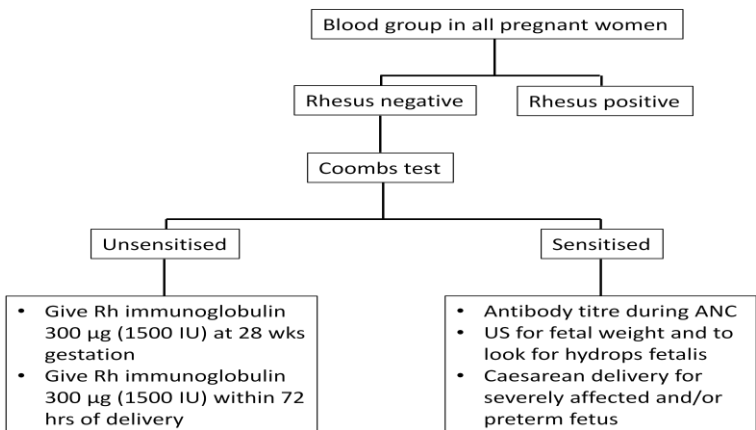 Blood group in all pregnant women
Rhesus negative
Rhesus positive
Coombs test
Unsensitised
Sensitised
• Give Rh immunoglobulin
300 µg (1500 IU) at 28 wks
gestation
• Give Rh immunoglobulin
300 µg (1500 IU) within 72
hrs of delivery
• Antibody titre during ANC
• US for fetal weight and to
look for hydrops fetalis
• Caesarean delivery for
severely affected and/or
preterm fetus